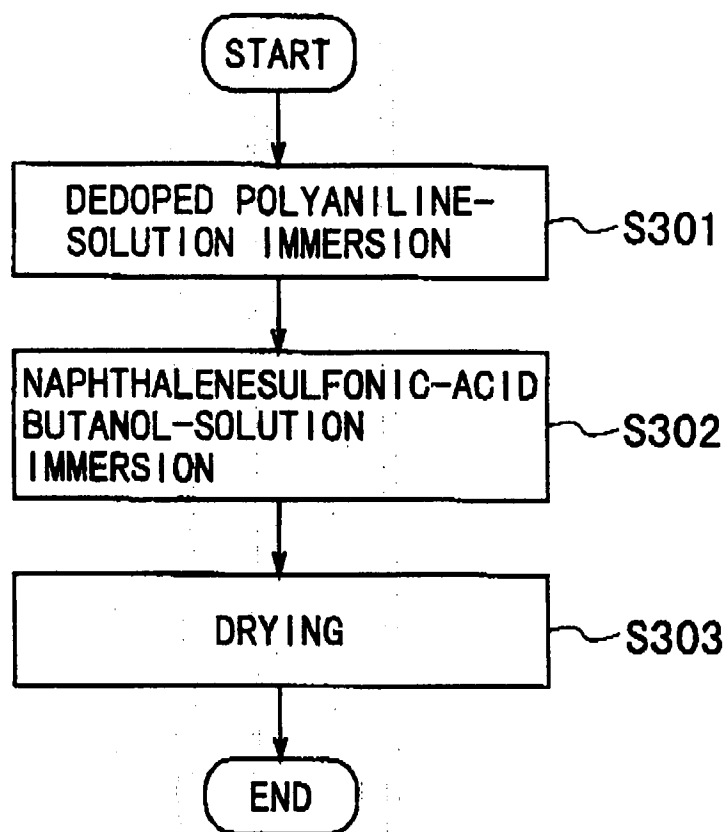 START
DEDOPED POLYANILINE-
SOLUTION IMMERSION
S301
NAPHTHALENESULFONIC-ACID
BUTANOL-SOLUTION
IMMERSION
S302
DRYING
S303
END